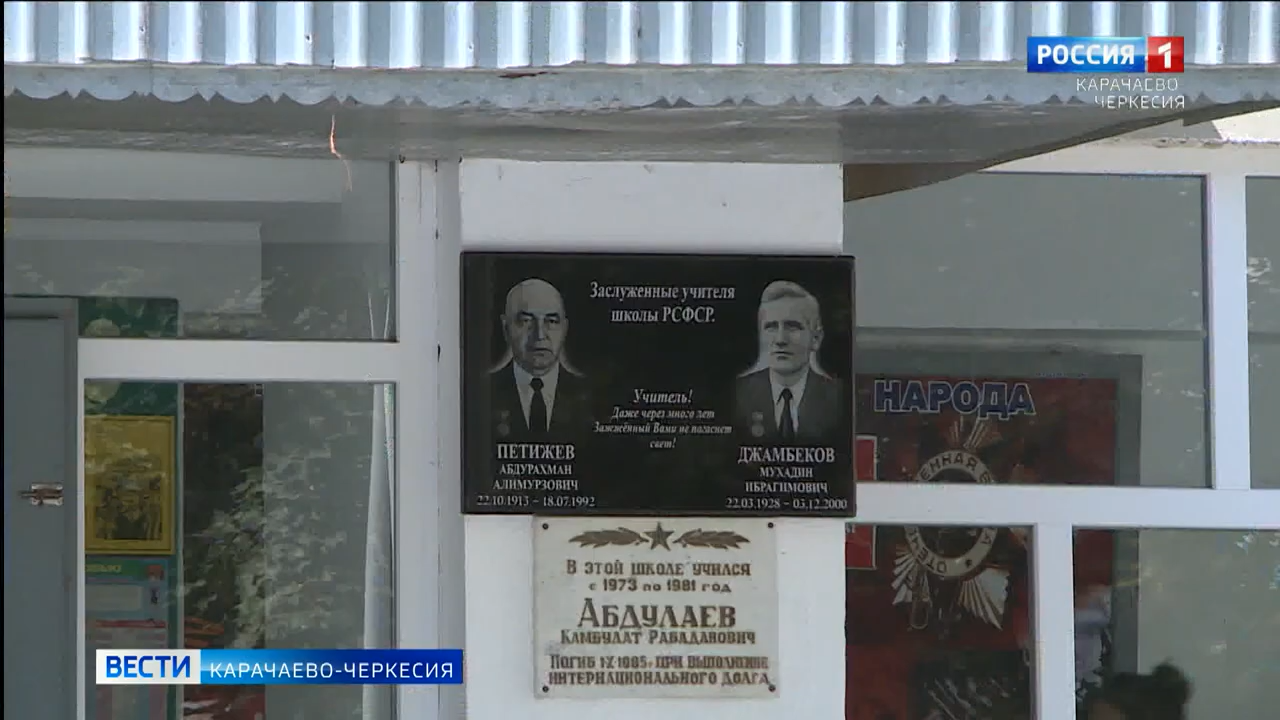 РОССИЯ 1
КАРАЧАЕВО
ЧЕРКЕСИЯ
Заслуженные учителя
школы РСФСР.
Учитель!
Даже через много лет
Зажжённый Вами не погаснет
свет!
ПЕТИЖЕВ
АБДУРАХМАН
АЛИМУРЗОВИЧ
22.10.1913 – 18.07.1992
ДЖАМБЕКОВ
МУХАДИН
ИБРАГИМОВИЧ
22.03.1928 – 03.12.2000
НАРОДА
В ЭТОЙ ШКОЛЕ УЧИЛСЯ
с 1973 по 1981 год
АБДУЛАЕВ
КАМБУЛАТ РАБАДАНОВИЧ
ПОГИБ ПРИ
ИНТЕРНАЦИОНАЛЬНОГО ДОЛГА
ВЕСТИ КАРАЧАЕВО-ЧЕРКЕСИЯ